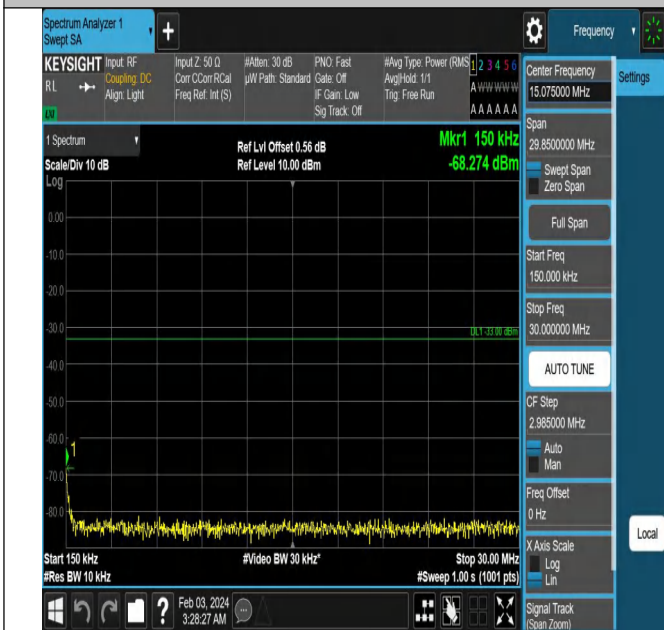 Spectrum Analyzer 1
Swept SA
+
Frequency
KEYSIGHT
RL
LXI
Input: RF
Coupling: DC
Align: Light
Input Z: 50 Ω
Corr CCorr RCal
Freq Ref: Int (S)
#Atten: 30 dB
µW Path: Standard
PNO: Fast
Gate: Off
IF Gain: Low
Sig Track: Off
#Avg Type: Power (RMS
Avg|Hold: 1/1
Trig: Free Run
1 2 3 4 5 6
A W W W W W
A A A A A A
Center Frequency
15.075000 MHz
Settings
Span
29.8500000 MHz
Swept Span
Zero Span
Full Span
Start Freq
150.000 kHz
Stop Freq
30.000000 MHz
AUTO TUNE
CF Step
2.985000 MHz
Auto
Man
Freq Offset
0 Hz
X Axis Scale
Log
Lin
Signal Track
(Span Zoom)
Local
1 Spectrum
Scale/Div 10 dB
Log
Ref Lvl Offset 0.56 dB
Ref Level 10.00 dBm
Mkr1 150 kHz
-68.274 dBm
0.00
-10.0
-20.0
-30.0
DL1 -33.00 dBm
-40.0
-50.0
-60.0
1
-70.0
-80.0
Start 150 kHz
#Res BW 10 kHz
#Video BW 30 kHz*
Stop 30.00 MHz
#Sweep 1.00 s (1001 pts)
?
Feb 03, 2024
3:28:27 AM